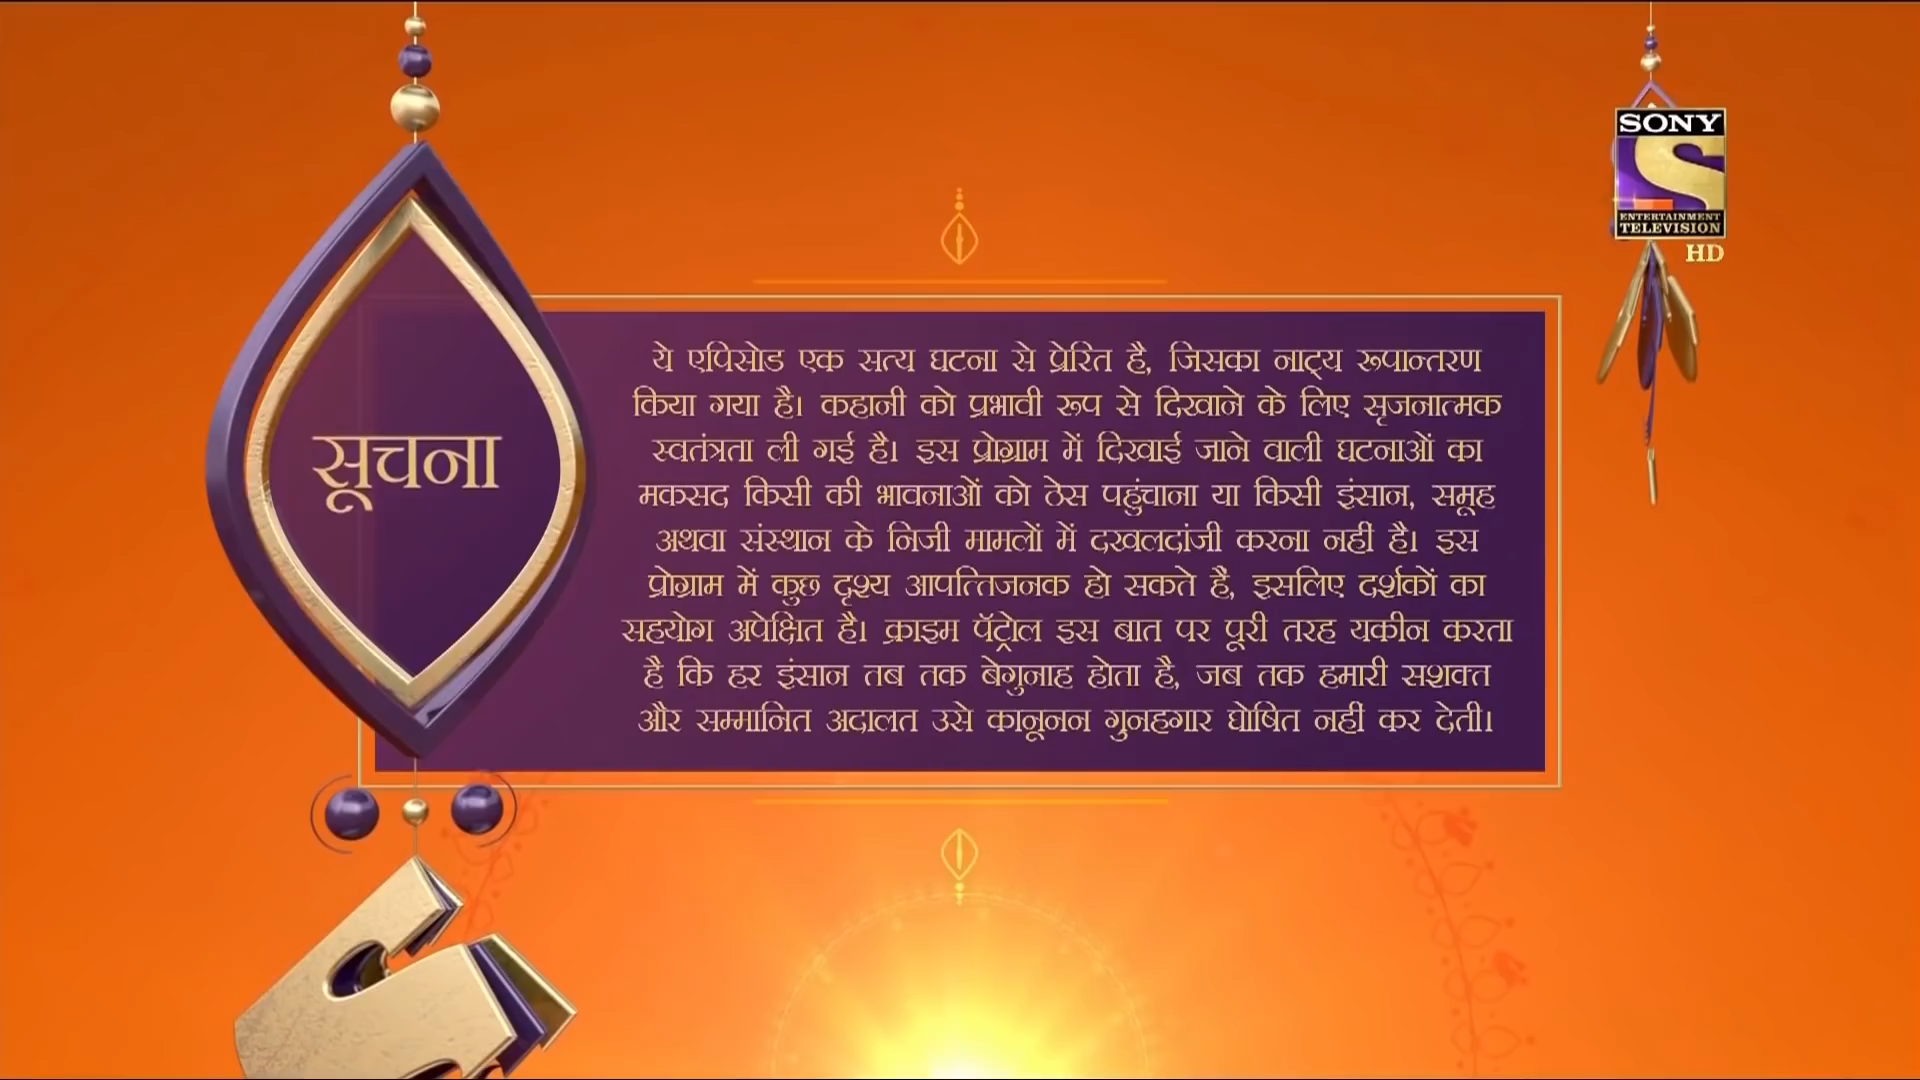 सूचना
ये एपिसोड एक सत्य घटना से प्रेरित है, जिसका नाट्य रूपान्तरण
किया गया है। कहानी को प्रभावी रूप से दिखाने के लिए सृजनात्मक
स्वतंत्रता ली गई है। इस प्रोग्राम में दिखाई जाने वाली घटनाओं का
मकसद किसी की भावनाओं को ठेस पहुंचाना या किसी इंसान, समूह
अथवा संस्थान के निजी मामलों में दखलदांजी करना नहीं है। इस
प्रोग्राम में कुछ दृश्य आपत्तिजनक हो सकते हैं, इसलिए दर्शकों का
सहयोग अपेक्षित है। क्राइम पॅट्रोल इस बात पर पूरी तरह यकीन करता
है कि हर इंसान तब तक बेगुनाह होता है, जब तक हमारी सशक्त
और सम्मानित अदालत उसे कानूनन गुनहगार घोषित नहीं कर देती।
SONY
ENTERTAINMENT
TELEVISION
HD